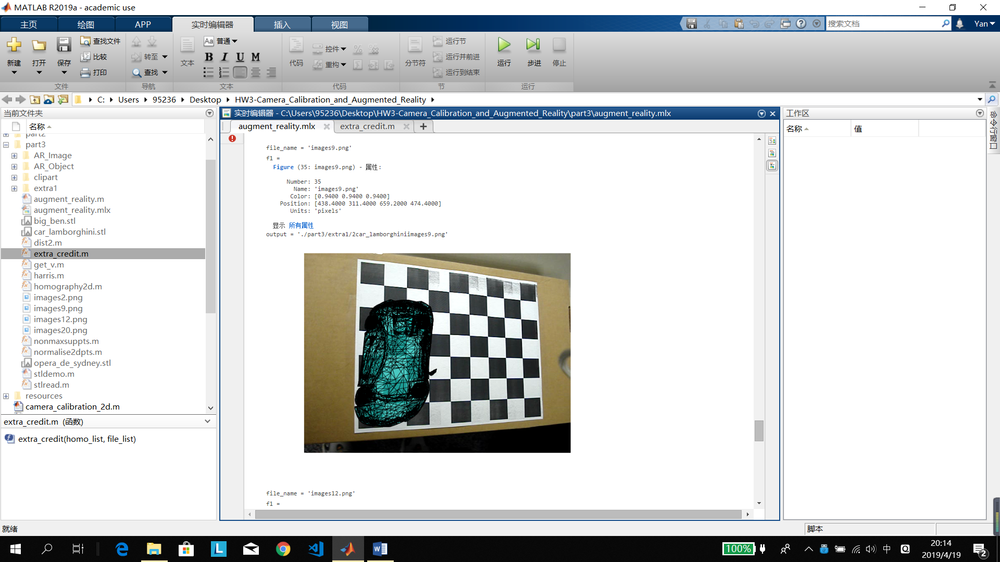 MATLAB R2019a - academic use
主页
绘图
APP
实时编辑器
插入
视图
搜索文档
Yan
新建
打开
保存
查找文件
比较
打印
转至
查找
文本
Aa 普通
B I U M
代码
控件
重构
分节符
运行节
运行并前进
运行到结束
运行
步进
停止
文件
导航
文本
代码
节
运行
C: Users 95236 Desktop HW3-Camera_Calibration_and_Augmented_Reality
当前文件夹
名称
part2
part3
AR_Image
AR_Object
clipart
extra1
augment_reality.m
augment_reality.mlx
big_ben.stl
car_lamborghini.stl
dist2.m
extra_credit.m
get_v.m
harris.m
homography2d.m
images2.png
images9.png
images12.png
images20.png
nonmaxsuppts.m
normalise2dpts.m
opera_de_sydney.stl
stldemo.m
stlread.m
resources
camera_calibration_2d.m
extra_credit.m (函数)
extra_credit(homo_list, file_list)
实时编辑器 - C:\Users\95236\Desktop\HW3-Camera_Calibration_and_Augmented_Reality\part3\augment_reality.mlx
augment_reality.mlx
extra_credit.m
file_name = 'images9.png'
f1 =
Figure (35: images9.png) - 属性:
Number: 35
Name: 'images9.png'
Color: [0.9400 0.9400 0.9400]
Position: [438.4000 311.4000 659.2000 474.4000]
Units: 'pixels'
显示 所有属性
output = './part3/extra1/2car_lamborghiniimages9.png'
file_name = 'images12.png'
f1 =
工作区
名称
值
命令行窗口
就绪
脚本
100%
中
20:14
2019/4/19
2